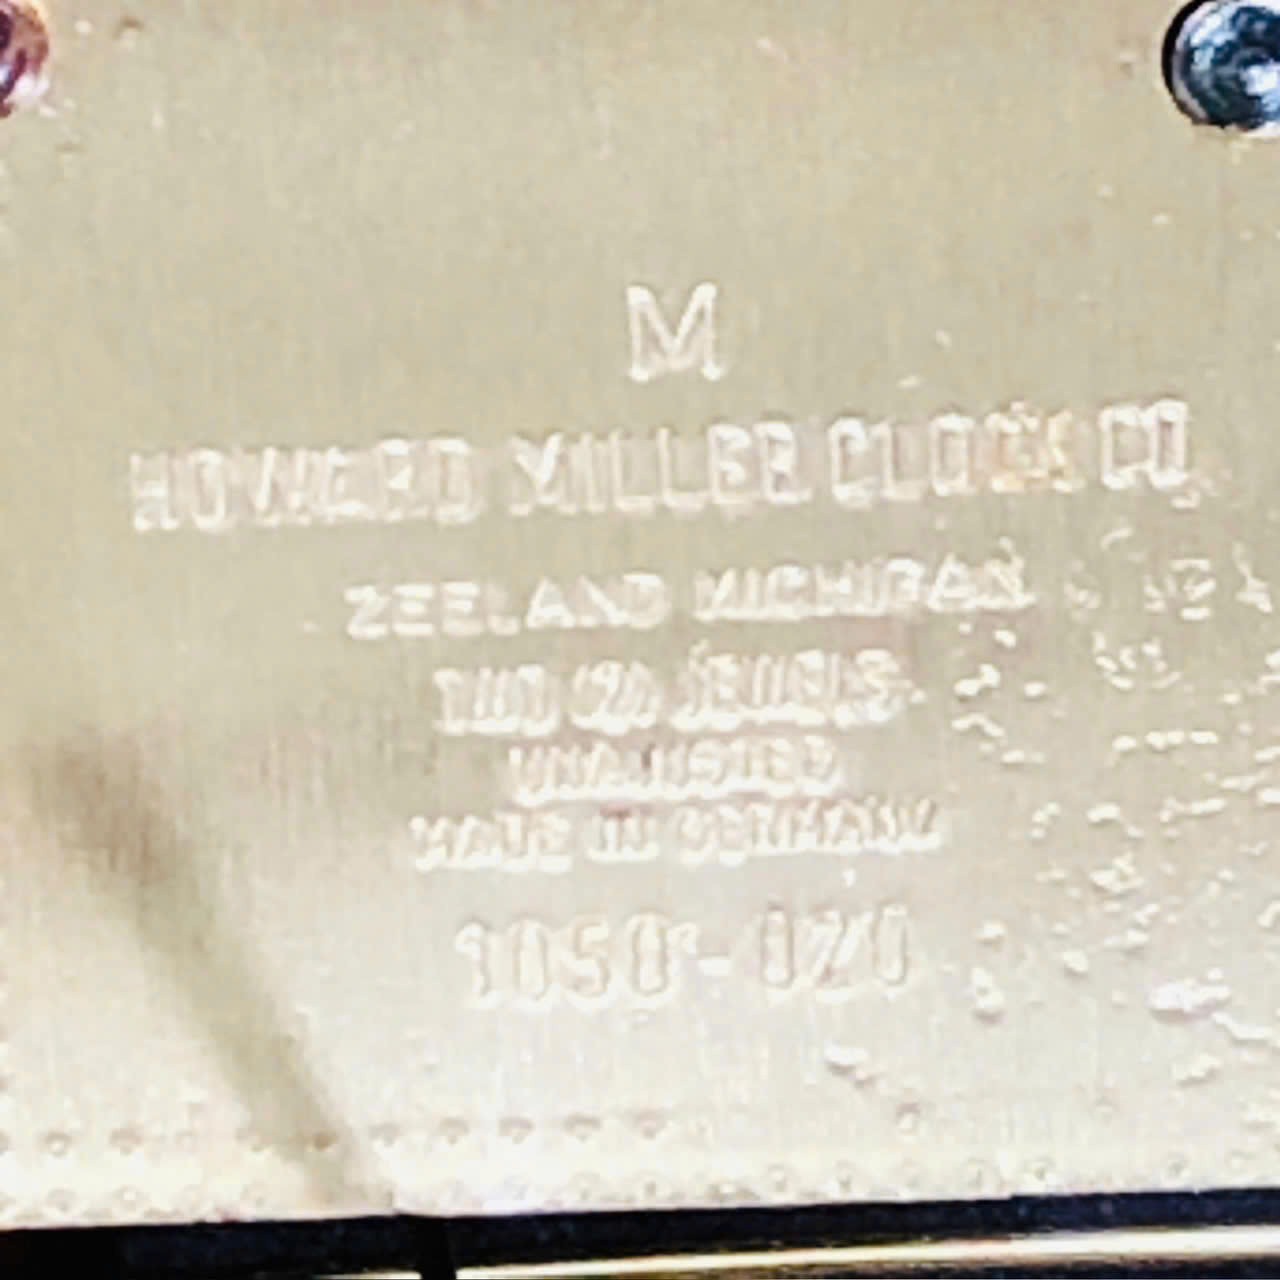 M
HOWARD MILLER CLOCK CO
ZEELAND MICHIGAN
TWO (2) JEWELS
UNADJUSTED
MADE IN GERMANY
1050-020